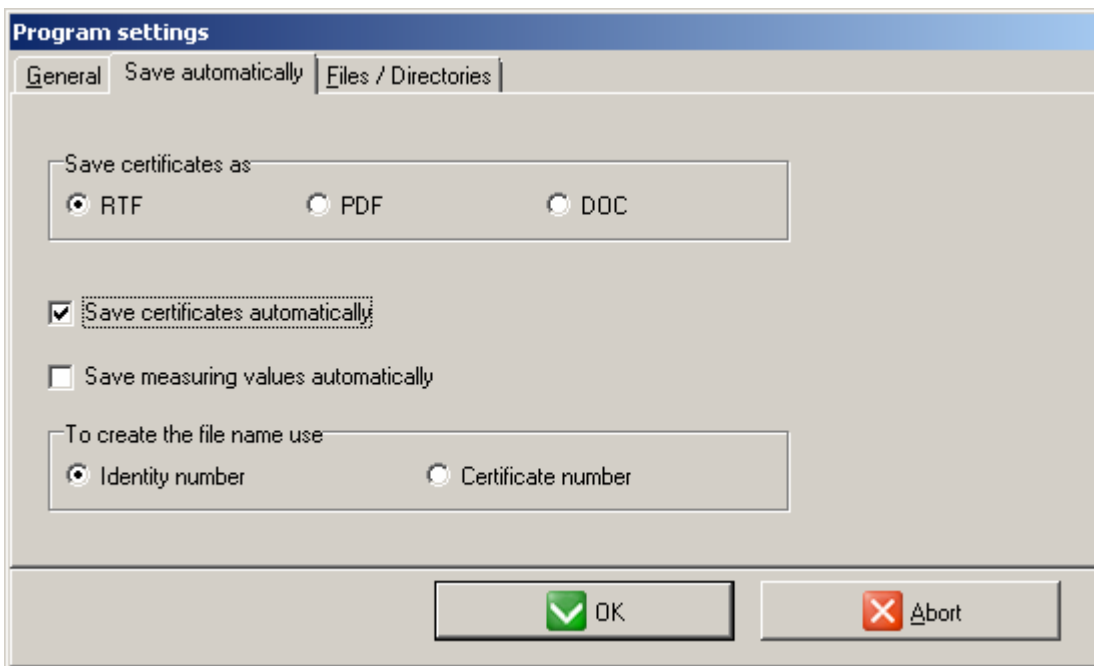 Program settings
General Save automatically Files / Directories
Save certificates as
RTF PDF DOC
Save certificates automatically
Save measuring values automatically
To create the file name use
Identity number Certificate number
OK Abort